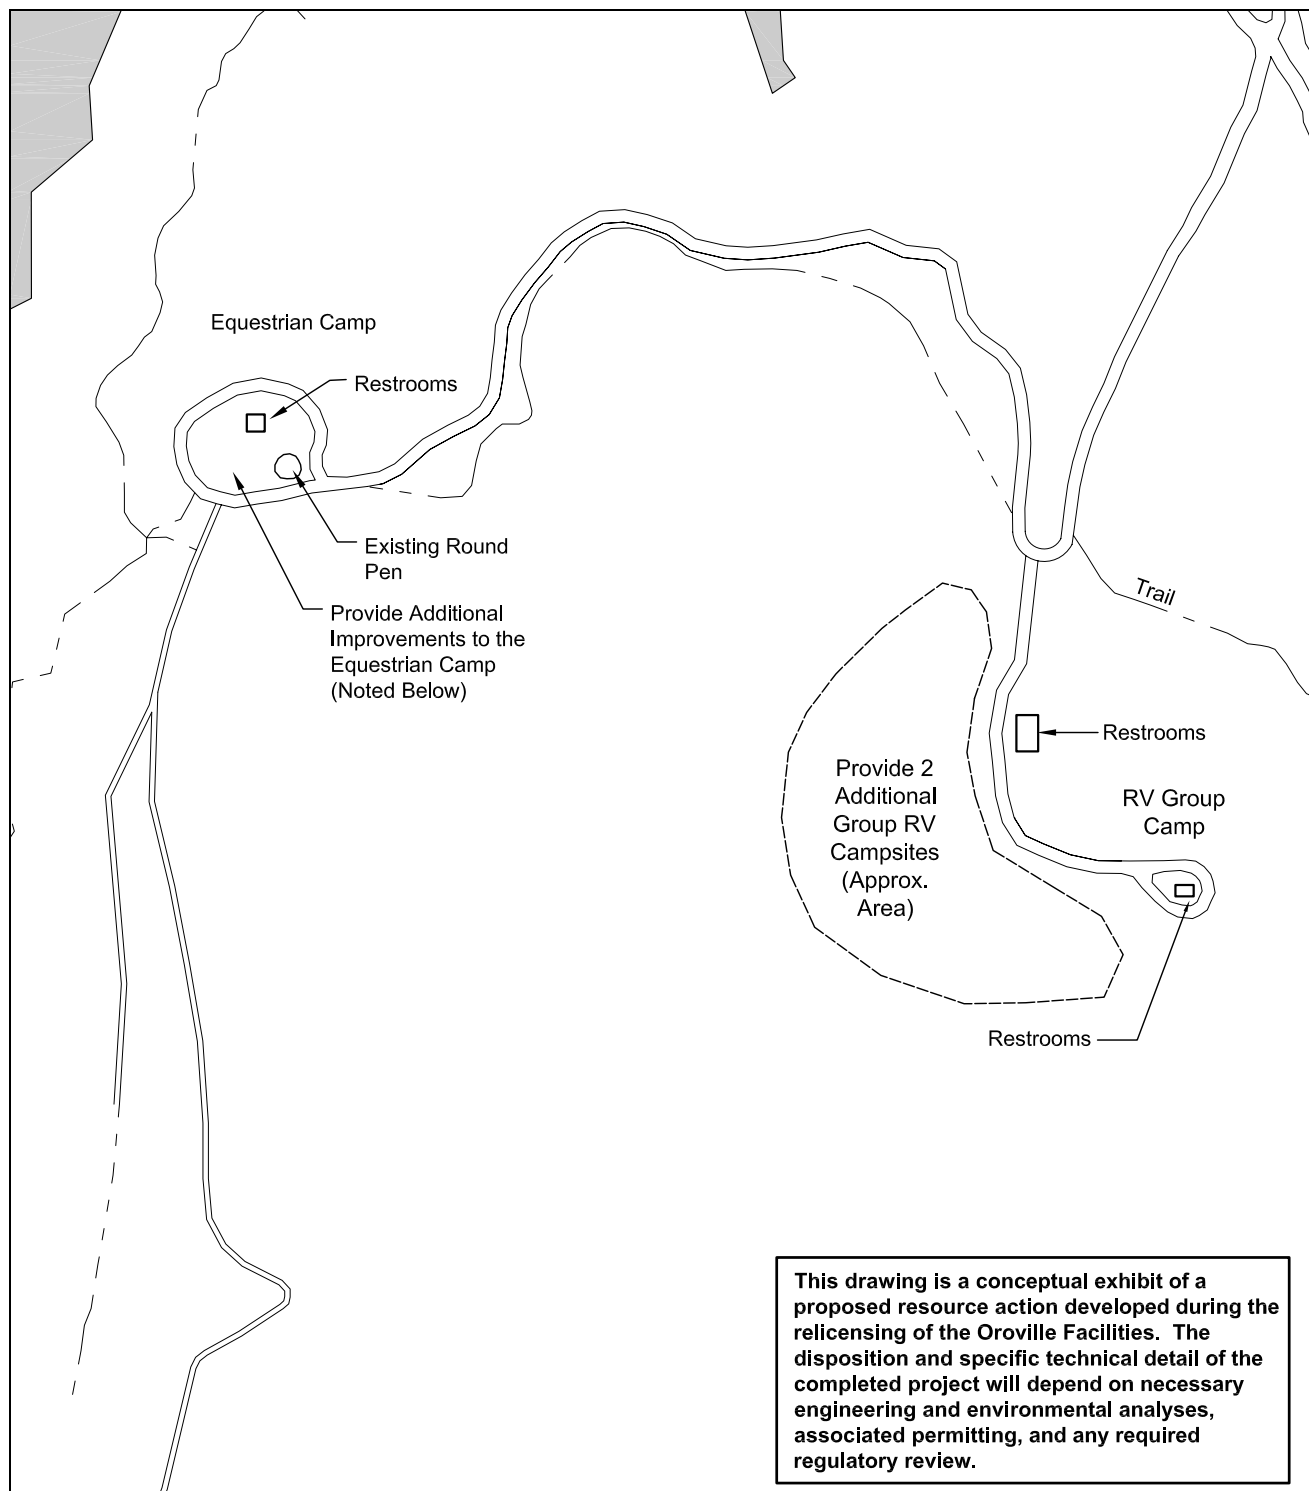 Equestrian Camp
Restrooms
Existing Round
Pen
Provide Additional
Improvements to the
Equestrian Camp
(Noted Below)
Trail
Restrooms
Provide 2
Additional
Group RV
Campsites
(Approx.
Area)
RV Group
Camp
Restrooms
This drawing is a conceptual exhibit of a
proposed resource action developed during the
relicensing of the Oroville Facilities.  The
disposition and specific technical detail of the
completed project will depend on necessary
engineering and environmental analyses,
associated permitting, and any required
regulatory review.